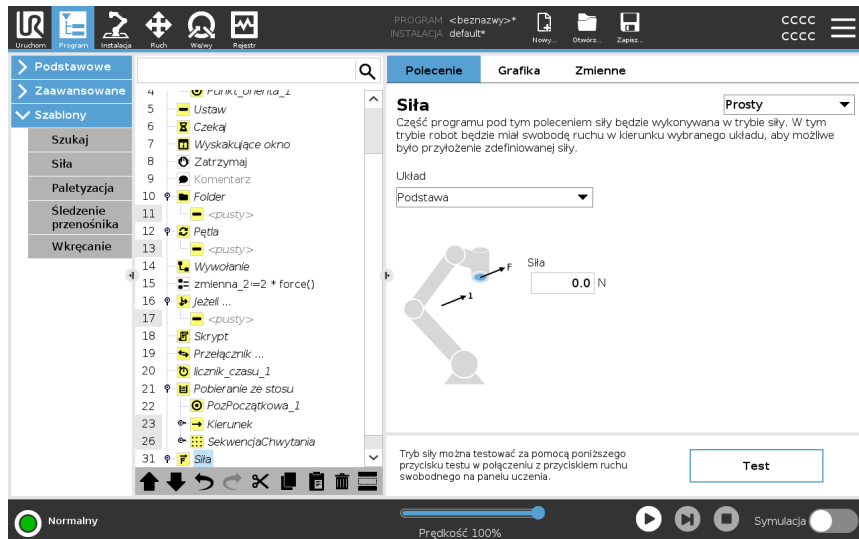 UR
PROGRAM <beznazwy>*
INSTALACJA default*
Uruchom
Program
Instalacja
Ruch
We/wy
Rejestr
Nowy...
Otwórz...
Zapisz...
cccc
cccc
Podstawowe
Zaawansowane
Szablony
Szukaj
Siła
Paletyzacja
Śledzenie
przenośnika
Wkręcanie
4 Punkt_orienta_1
5 Ustaw
6 Czekaj
7 Wyskakujące okno
8 Zatrzymaj
9 Komentarz
10 Folder
11 <pusty>
12 Pętla
13 <pusty>
14 Wywołanie
15 zmienna_2≔2 * force()
16 Jeżeli ...
17 <pusty>
18 Skrypt
19 Przełącznik ...
20 licznik_czasu_1
21 Pobieranie ze stosu
22 PozPoczątkowa_1
23 Kierunek
26 SekwencjaChwytania
31 Siła
Polecenie
Grafika
Zmienne
Siła
Prosty
Część programu pod tym poleceniem siły będzie wykonywana w trybie siły. W tym
trybie robot będzie miał swobodę ruchu w kierunku wybranego układu, aby możliwe
było przyłożenie zdefiniowanej siły.
Układ
Podstawa
F
1
Siła
0.0 N
Tryb siły można testować za pomocą poniższego
przycisku testu w połączeniu z przyciskiem ruchu
swobodnego na panelu uczenia.
Test
Normalny
Prędkość 100%
Symulacja